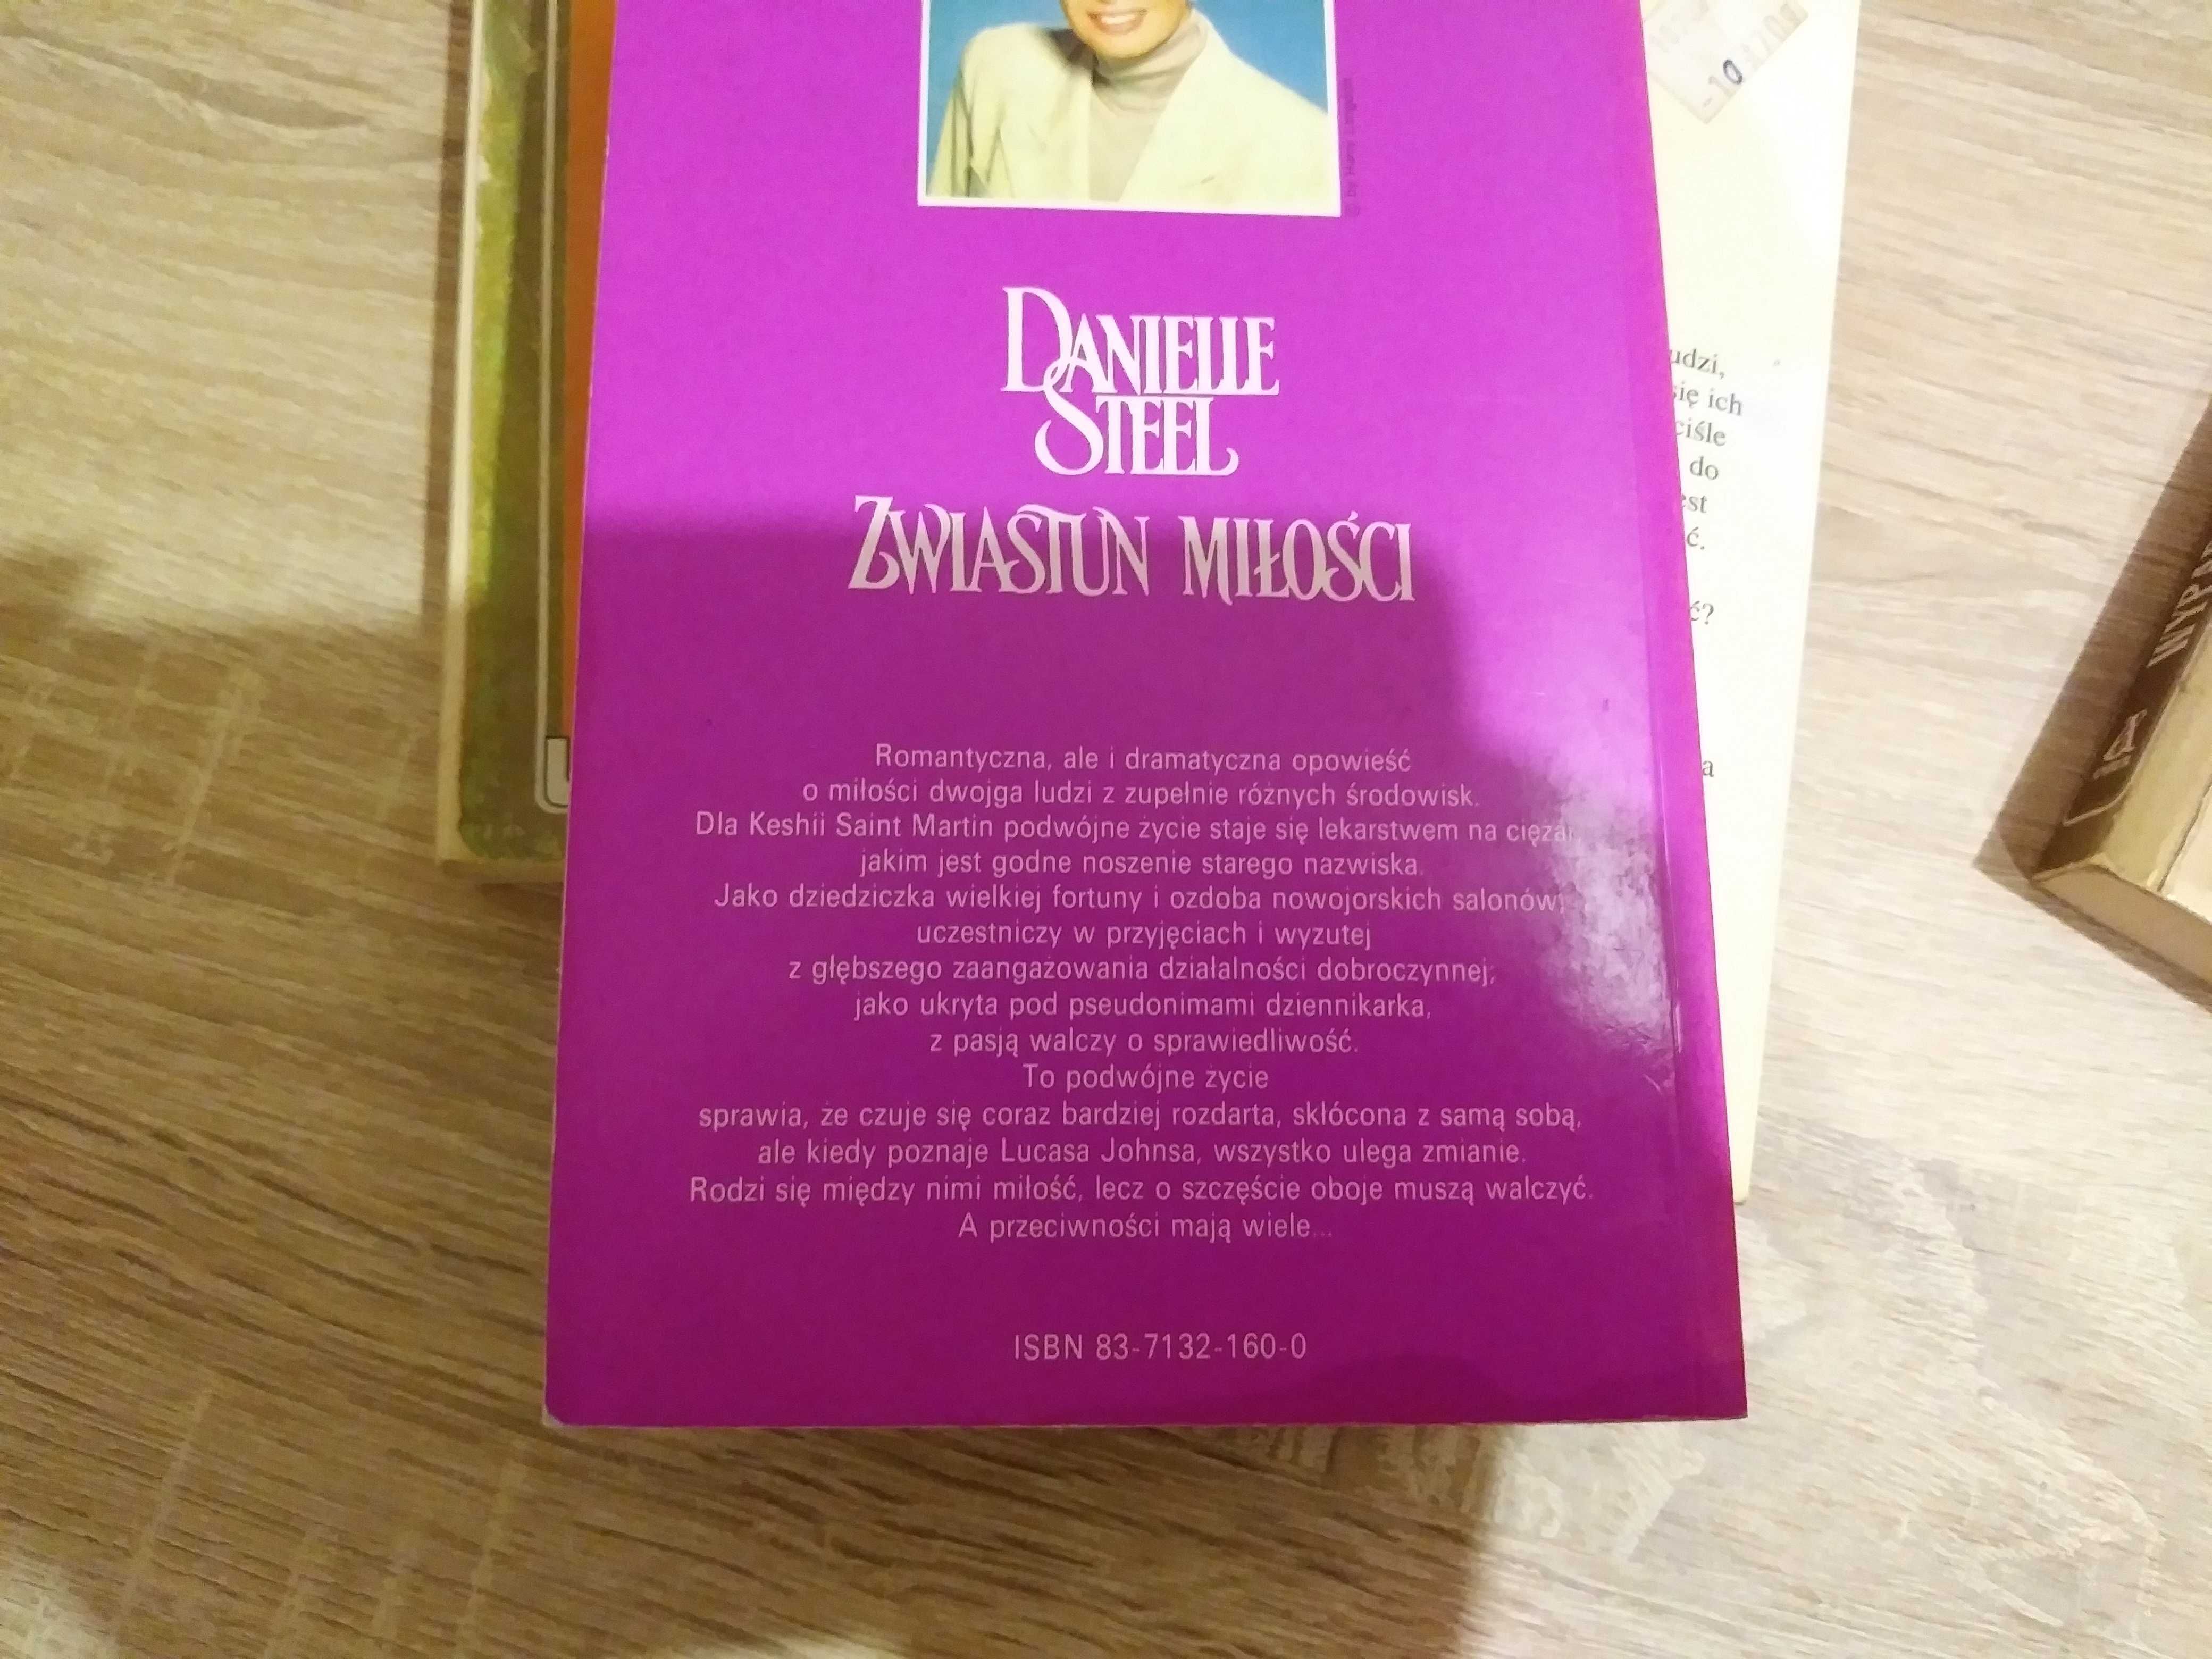 -10
© by Harry Langdon
DANIELLE
STEEL
ZWIASTUN MIŁOŚCI
Romantyczna, ale i dramatyczna opowieść
o miłości dwojga ludzi z zupełnie różnych środowisk.
Dla Keshii Saint Martin podwójne życie staje się lekarstwem na ciężar,
jakim jest godne noszenie starego nazwiska.
Jako dziedziczka wielkiej fortuny i ozdoba nowojorskich salonów,
uczestniczy w przyjęciach i wyzutej
z głębszego zaangażowania działalności dobroczynnej;
jako ukryta pod pseudonimami dziennikarka,
z pasją walczy o sprawiedliwość.
To podwójne życie
sprawia, że czuje się coraz bardziej rozdarta, skłócona z samą sobą,
ale kiedy poznaje Lucasa Johnsa, wszystko ulega zmianie.
Rodzi się między nimi miłość, lecz o szczęście oboje muszą walczyć.
A przeciwności mają wiele...
ISBN 83-7132-160-0
udzi,
się ich
ciśle
do
est
ć.
ć?
a